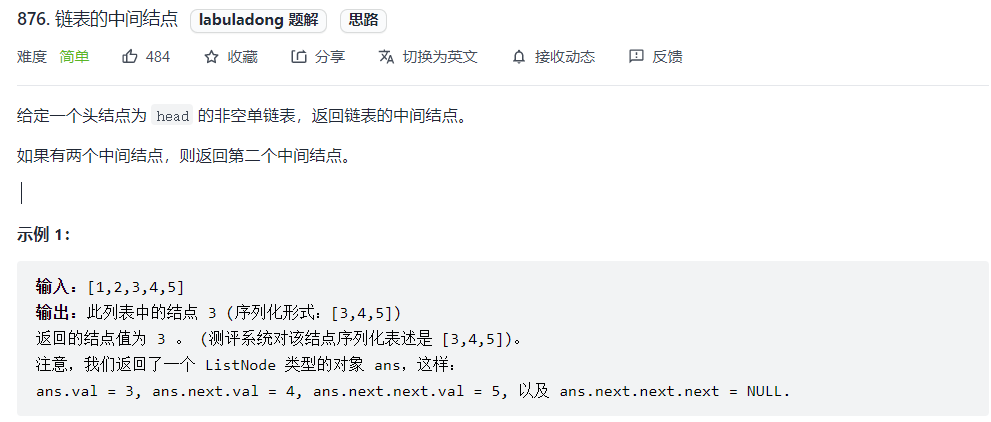 876. 链表的中间结点 labuladong 题解 思路
难度 简单 484 收藏 分享 切换为英文 接收动态 反馈
给定一个头结点为 head 的非空单链表，返回链表的中间结点。
如果有两个中间结点，则返回第二个中间结点。
示例 1：
输入：[1,2,3,4,5]
输出：此列表中的结点 3 (序列化形式：[3,4,5])
返回的结点值为 3 。 (测评系统对该结点序列化表述是 [3,4,5])。
注意，我们返回了一个 ListNode 类型的对象 ans，这样：
ans.val = 3, ans.next.val = 4, ans.next.next.val = 5, 以及 ans.next.next.next = NULL.